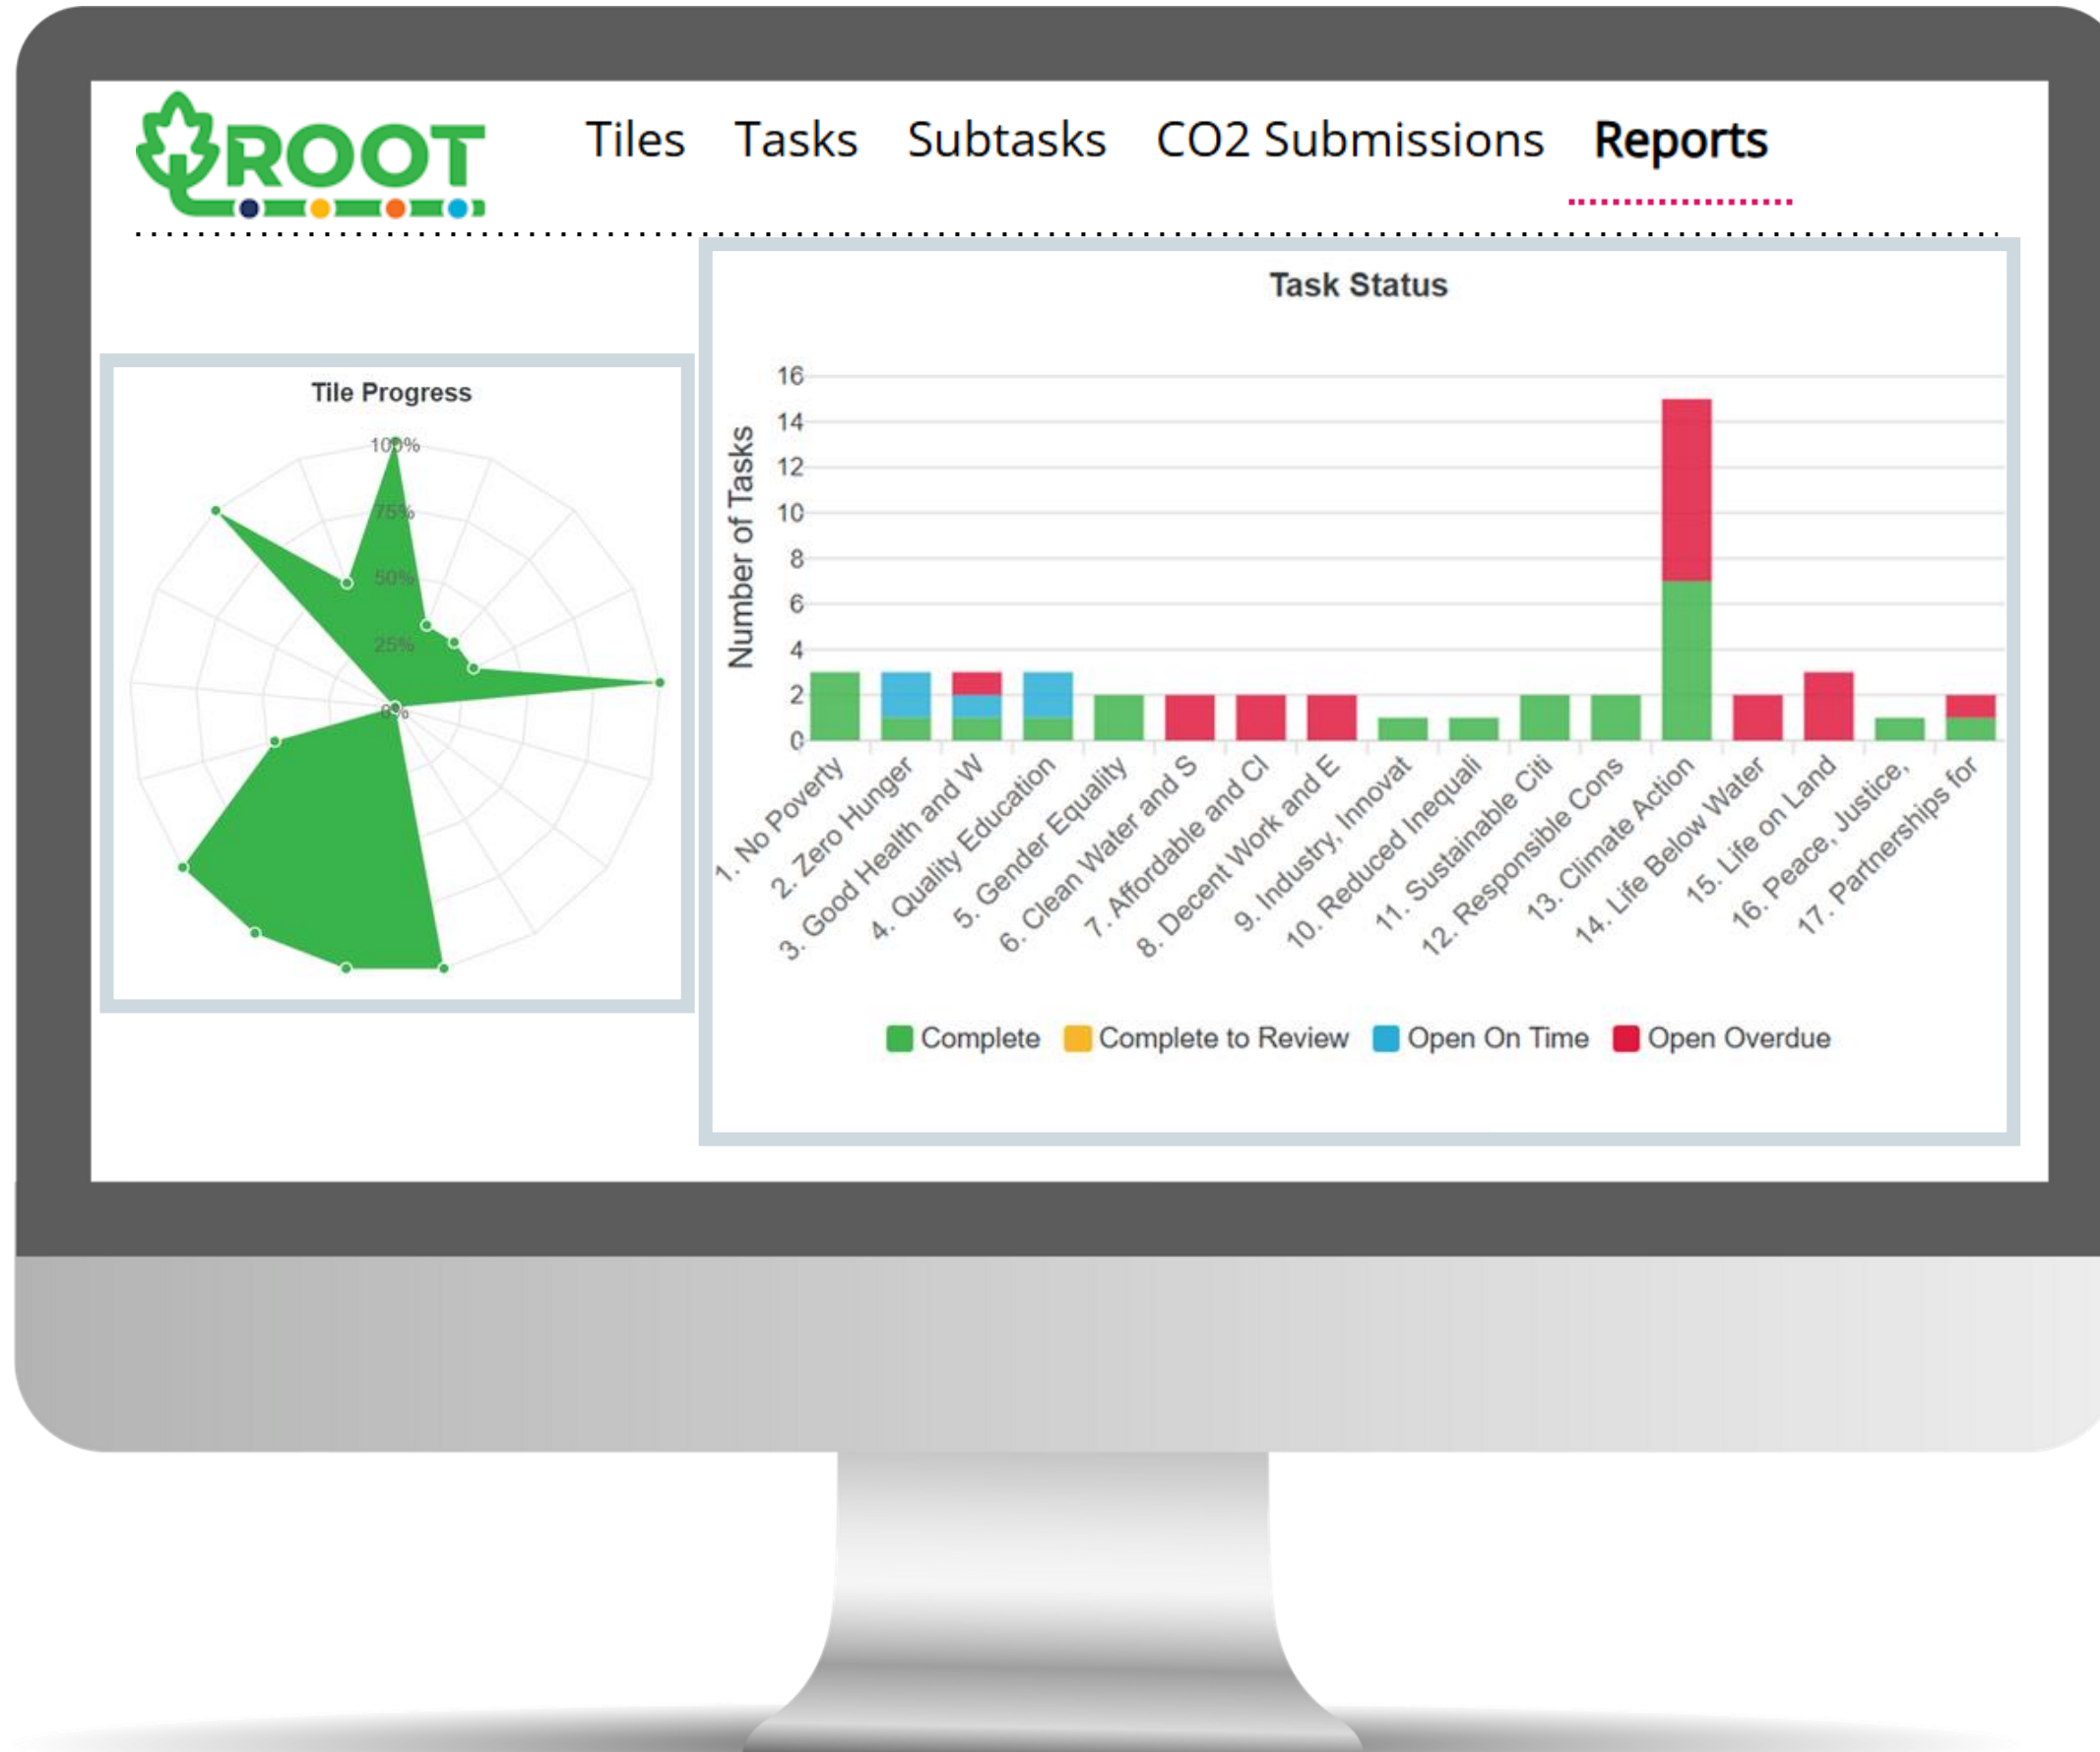 ROOT
Tiles Tasks Subtasks CO2 Submissions Reports
Tile Progress
100%
75%
50%
25%
0%
Task Status
Number of Tasks
16
14
12
10
8
6
4
2
0
1. No Poverty
2. Zero Hunger
3. Good Health and W
4. Quality Education
5. Gender Equality
6. Clean Water and S
7. Affordable and Cl
8. Decent Work and E
9. Industry, Innovat
10. Reduced Inequali
11. Sustainable Citi
12. Responsible Cons
13. Climate Action
14. Life Below Water
15. Life on Land
16. Peace, Justice,
17. Partnerships for
Complete Complete to Review Open On Time Open Overdue